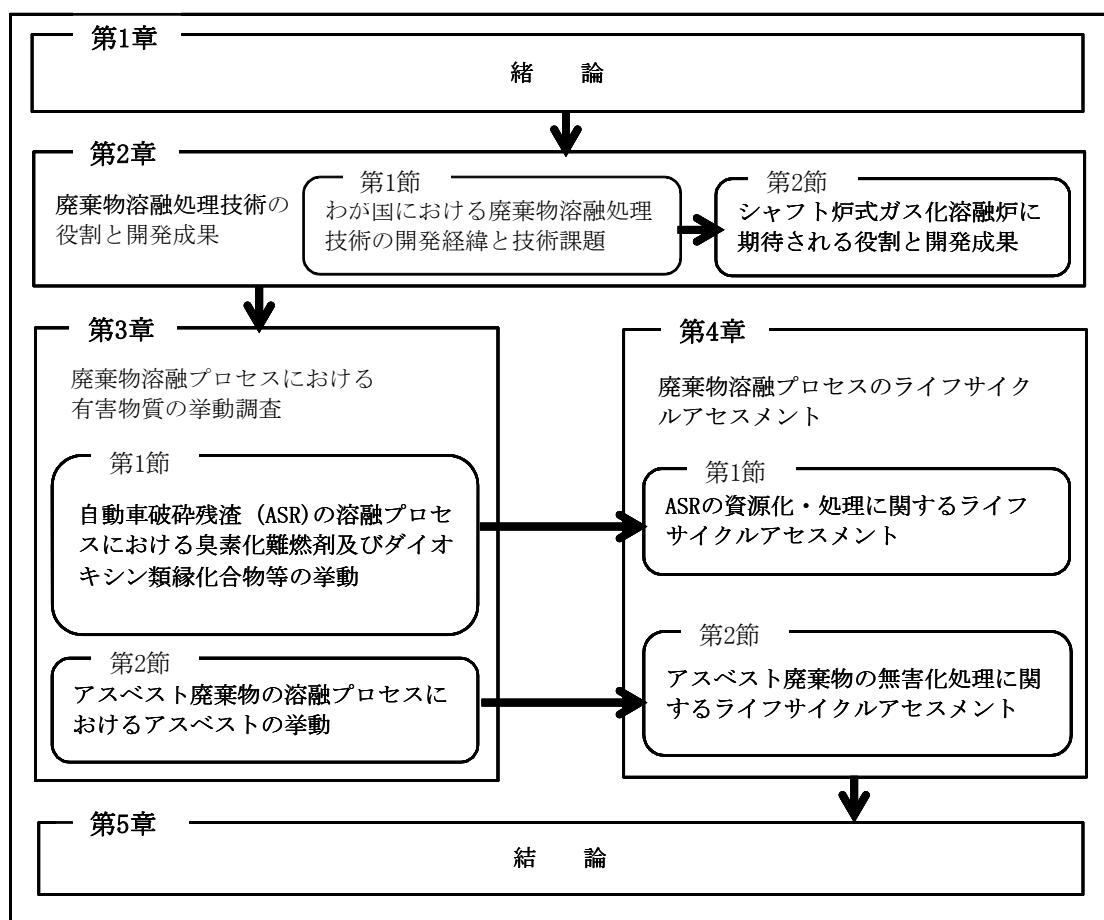 第1章
緒　　論
第2章
廃棄物溶融処理技術の
役割と開発成果
第1節
わが国における廃棄物溶融処理
技術の開発経緯と技術課題
第2節
シャフト炉式ガス化溶融炉に
期待される役割と開発成果
第3章
廃棄物溶融プロセスにおける
有害物質の挙動調査
第1節
自動車破砕残渣 (ASR)の溶融プロセ
スにおける臭素化難燃剤及びダイオ
キシン類縁化合物等の挙動
第2節
アスベスト廃棄物の溶融プロセスに
おけるアスベストの挙動
第4章
廃棄物溶融プロセスのライフサイク
ルアセスメント
第1節
ASRの資源化・処理に関するライフ
サイクルアセスメント
第2節
アスベスト廃棄物の無害化処理に関
するライフサイクルアセスメント
第5章
結　　論